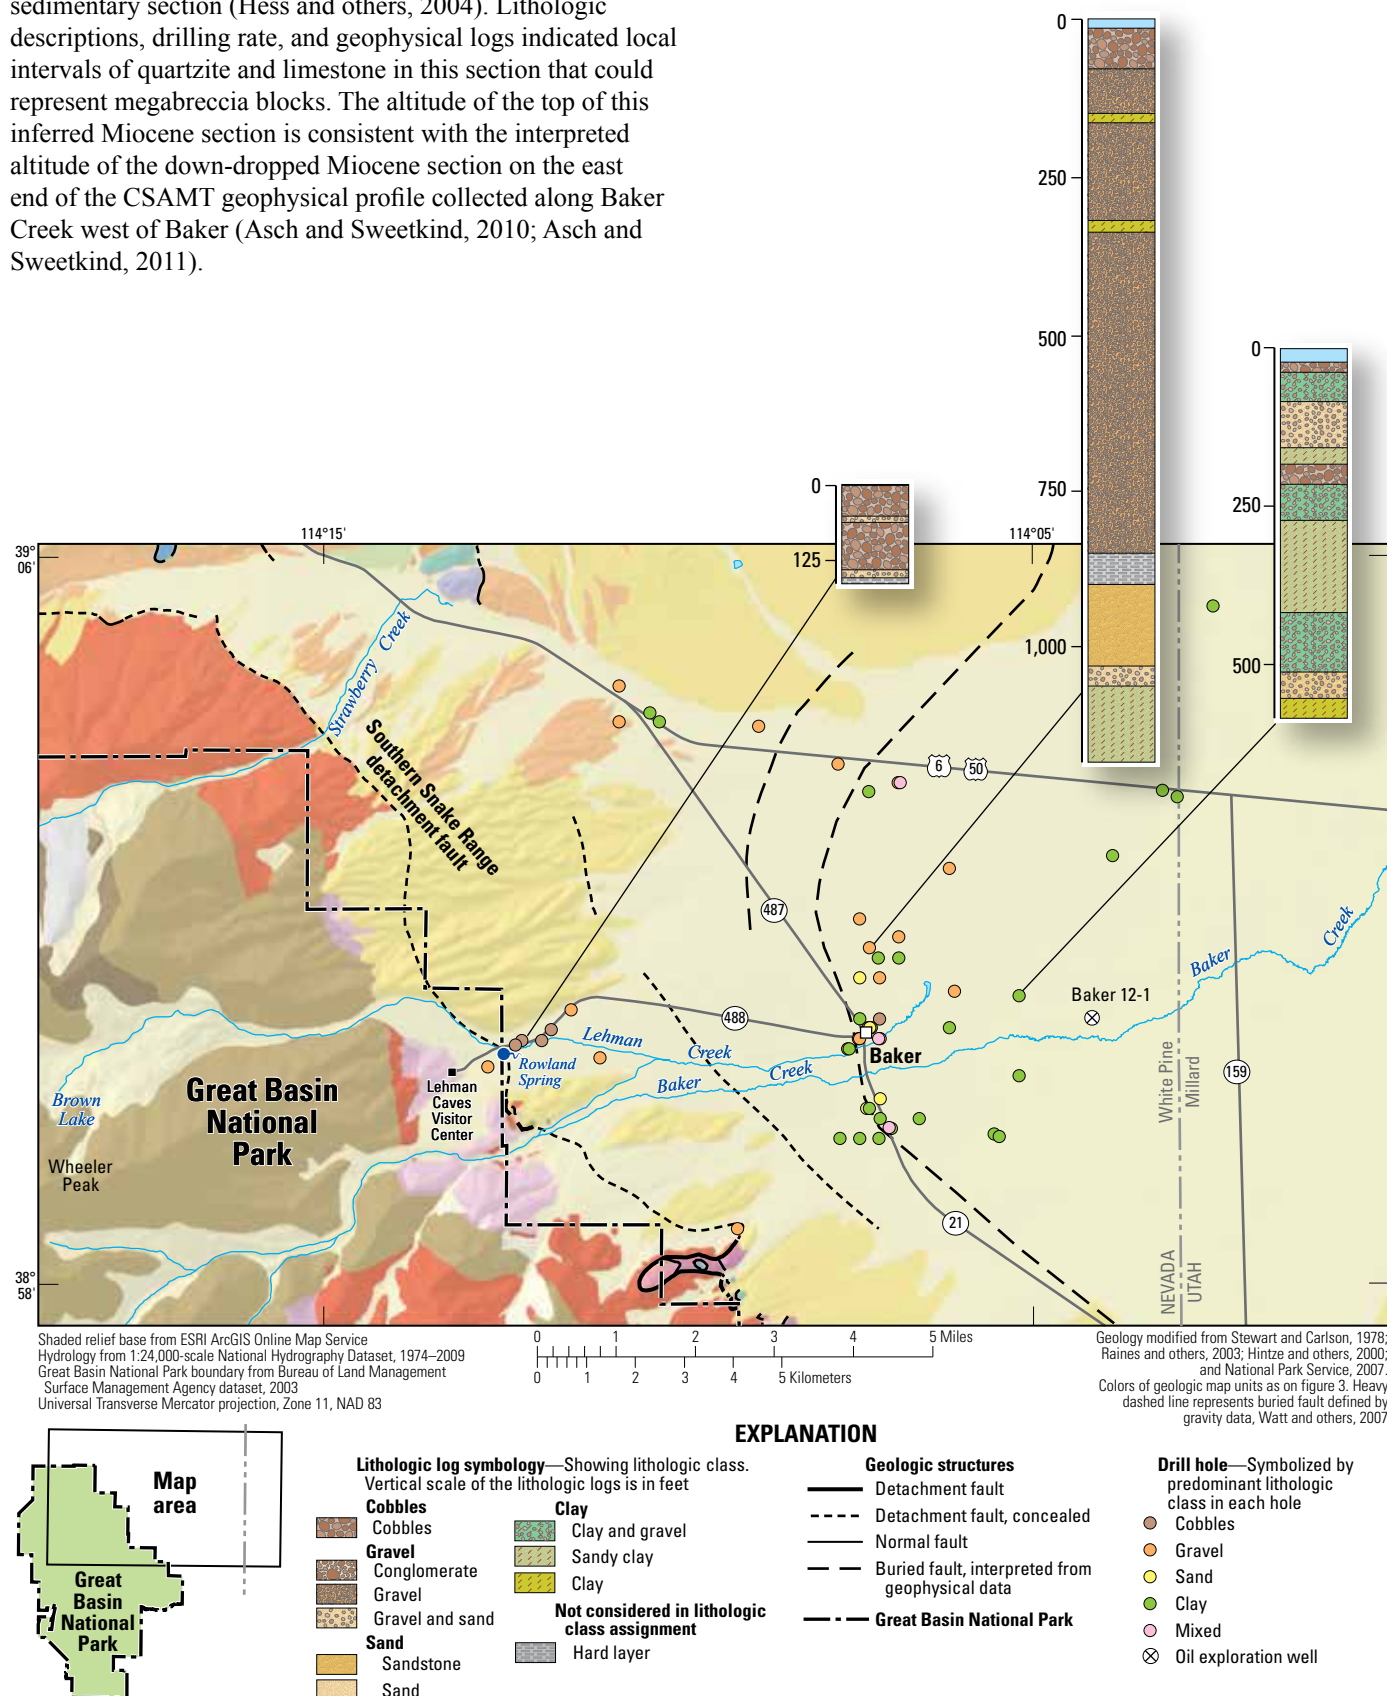 sedimentary section (Hess and others, 2004). Lithologic
descriptions, drilling rate, and geophysical logs indicated local
intervals of quartzite and limestone in this section that could
represent megabreccia blocks. The altitude of the top of this
inferred Miocene section is consistent with the interpreted
altitude of the down-dropped Miocene section on the east
end of the CSAMT geophysical profile collected along Baker
Creek west of Baker (Asch and Sweetkind, 2010; Asch and
Sweetkind, 2011).
0
250
500
750
1,000
0
250
500
0
125
114°15'
114°05'
39°
06'
Strawberry Creek
Southern Snake Range
detachment fault
6
50
487
Creek
Baker
Baker 12-1
488
Lehman
Creek
Baker
Rowland
Spring
Creek
Baker
White Pine
Millard
159
Lehman
Caves
Visitor
Center
Great Basin
National
Park
Brown
Lake
Wheeler
Peak
21
NEVADA
UTAH
38°
58'
Shaded relief base from ESRI ArcGIS Online Map Service
Hydrology from 1:24,000-scale National Hydrography Dataset, 1974–2009
Great Basin National Park boundary from Bureau of Land Management
Surface Management Agency dataset, 2003
Universal Transverse Mercator projection, Zone 11, NAD 83
0 1 2 3 4 5 Miles
0 1 2 3 4 5 Kilometers
Geology modified from Stewart and Carlson, 1978;
Raines and others, 2003; Hintze and others, 2000;
and National Park Service, 2007.
Colors of geologic map units as on figure 3. Heavy
dashed line represents buried fault defined by
gravity data, Watt and others, 2007
Map
area
Great
Basin
National
Park
EXPLANATION
Lithologic log symbology—Showing lithologic class.
Vertical scale of the lithologic logs is in feet
Cobbles
Cobbles
Gravel
Conglomerate
Gravel
Gravel and sand
Sand
Sandstone
Sand
Clay
Clay and gravel
Sandy clay
Clay
Not considered in lithologic
class assignment
Hard layer
Geologic structures
Detachment fault
Detachment fault, concealed
Normal fault
Buried fault, interpreted from
geophysical data
Great Basin National Park
Drill hole—Symbolized by
predominant lithologic
class in each hole
Cobbles
Gravel
Sand
Clay
Mixed
Oil exploration well